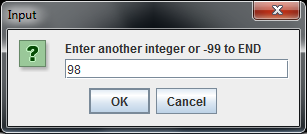 Input
?
Enter another integer or -99 to END
98
OK
Cancel